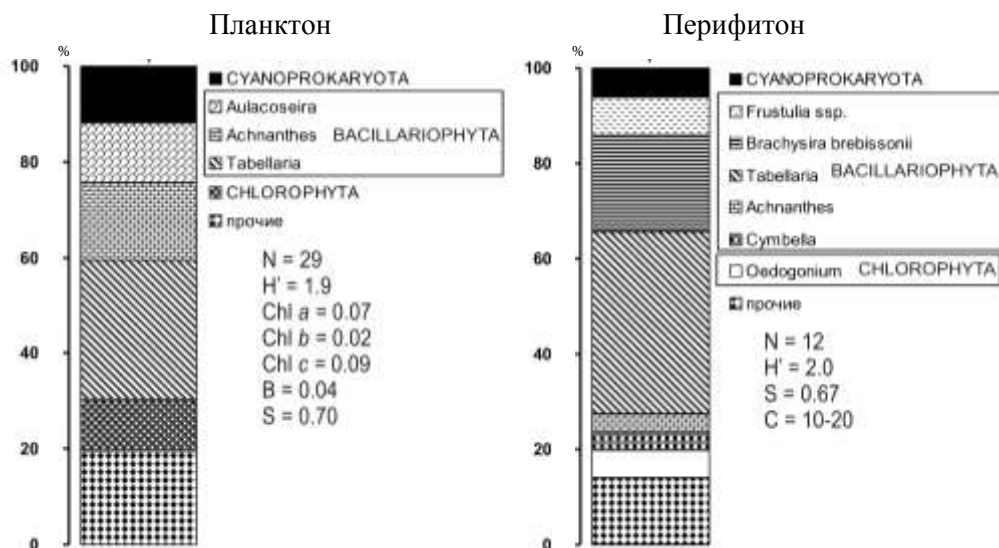 Планктон
%
100
80
60
40
20
0
CYANOPROKARYOTA
Aulacoseira
Achnanthes BACILLARIOPHYTA
Tabellaria
CHLOROPHYTA
прочие
N = 29
H' = 1.9
Chl a = 0.07
Chl b = 0.02
Chl c = 0.09
B = 0.04
S = 0.70
Перифитон
%
100
80
60
40
20
0
CYANOPROKARYOTA
Frustulia ssp.
Brachysira brebissonii
Tabellaria BACILLARIOPHYTA
Achnanthes
Cymbella
Oedogonium CHLOROPHYTA
прочие
N = 12
H' = 2.0
S = 0.67
C = 10-20